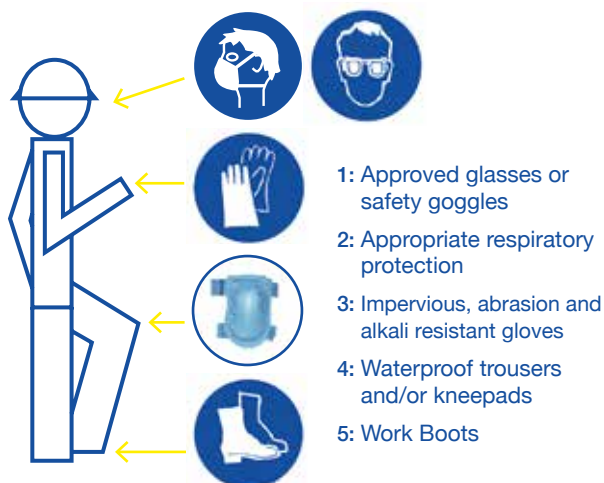 1: Approved glasses or
safety goggles
2: Appropriate respiratory
protection
3: Impervious, abrasion and
alkali resistant gloves
4: Waterproof trousers
and/or kneepads
5: Work Boots